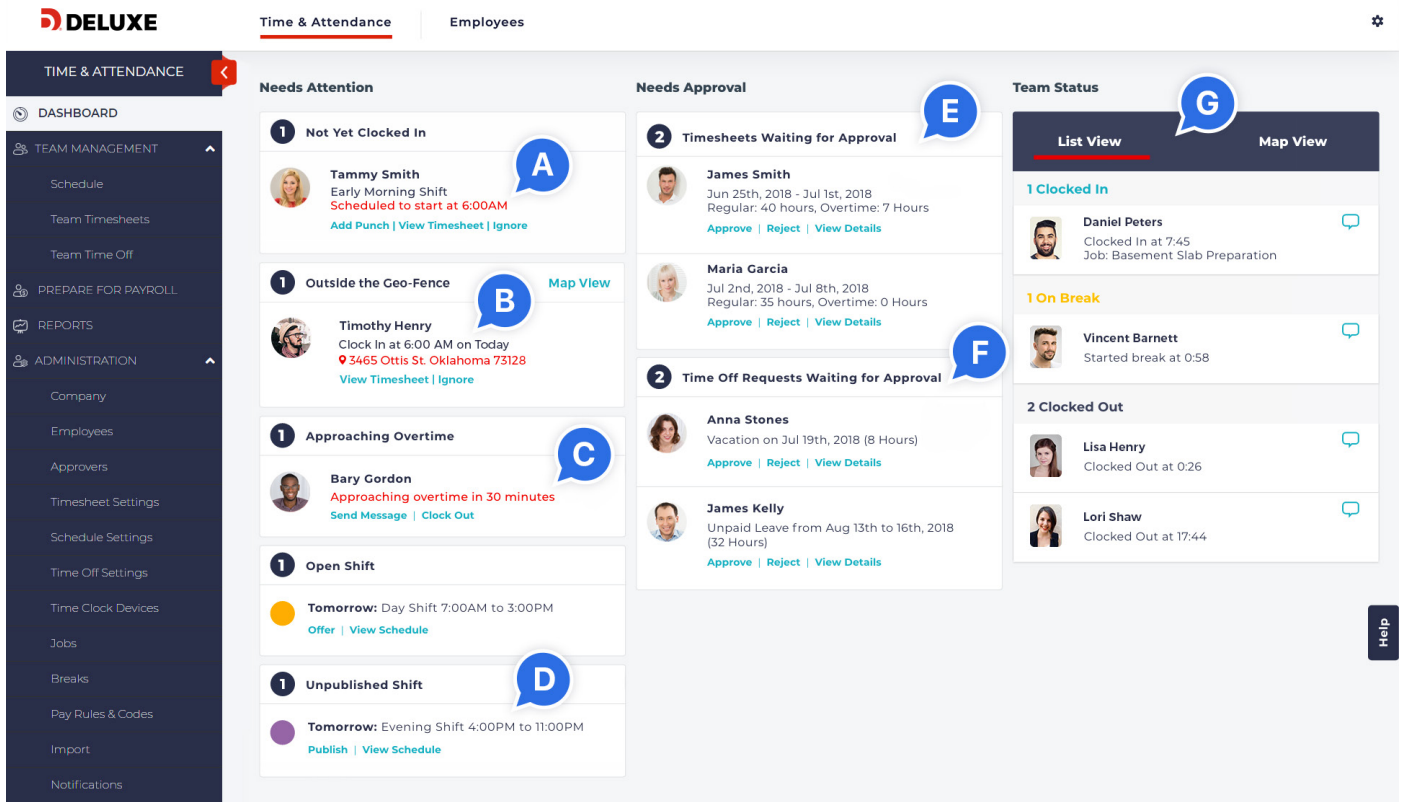 DELUXE
Time & Attendance
Employees
TIME & ATTENDANCE
DASHBOARD
TEAM MANAGEMENT
Schedule
Team Timesheets
Team Time Off
PREPARE FOR PAYROLL
REPORTS
ADMINISTRATION
Company
Employees
Approvers
Timesheet Settings
Schedule Settings
Time Off Settings
Time Clock Devices
Jobs
Breaks
Pay Rules & Codes
Import
Notifications
Needs Attention
1 Not Yet Clocked In
A
Tammy Smith
Early Morning Shift
Scheduled to start at 6:00AM
Add Punch | View Timesheet | Ignore
1 Outside the Geo-Fence Map View
B
Timothy Henry
Clock In at 6:00 AM on Today
3465 Ottis St. Oklahoma 73128
View Timesheet | Ignore
1 Approaching Overtime
C
Bary Gordon
Approaching overtime in 30 minutes
Send Message | Clock Out
1 Open Shift
Tomorrow: Day Shift 7:00AM to 3:00PM
Offer | View Schedule
1 Unpublished Shift
D
Tomorrow: Evening Shift 4:00PM to 11:00PM
Publish | View Schedule
Needs Approval
E
2 Timesheets Waiting for Approval
James Smith
Jun 25th, 2018 - Jul 1st, 2018
Regular: 40 hours, Overtime: 7 Hours
Approve | Reject | View Details
Maria Garcia
Jul 2nd, 2018 - Jul 8th, 2018
Regular: 35 hours, Overtime: 0 Hours
Approve | Reject | View Details
F
2 Time Off Requests Waiting for Approval
Anna Stones
Vacation on Jul 19th, 2018 (8 Hours)
Approve | Reject | View Details
James Kelly
Unpaid Leave from Aug 13th to 16th, 2018
(32 Hours)
Approve | Reject | View Details
Team Status
G
List View Map View
1 Clocked In
Daniel Peters
Clocked In at 7:45
Job: Basement Slab Preparation
1 On Break
Vincent Barnett
Started break at 0:58
2 Clocked Out
Lisa Henry
Clocked Out at 0:26
Lori Shaw
Clocked Out at 17:44
Help